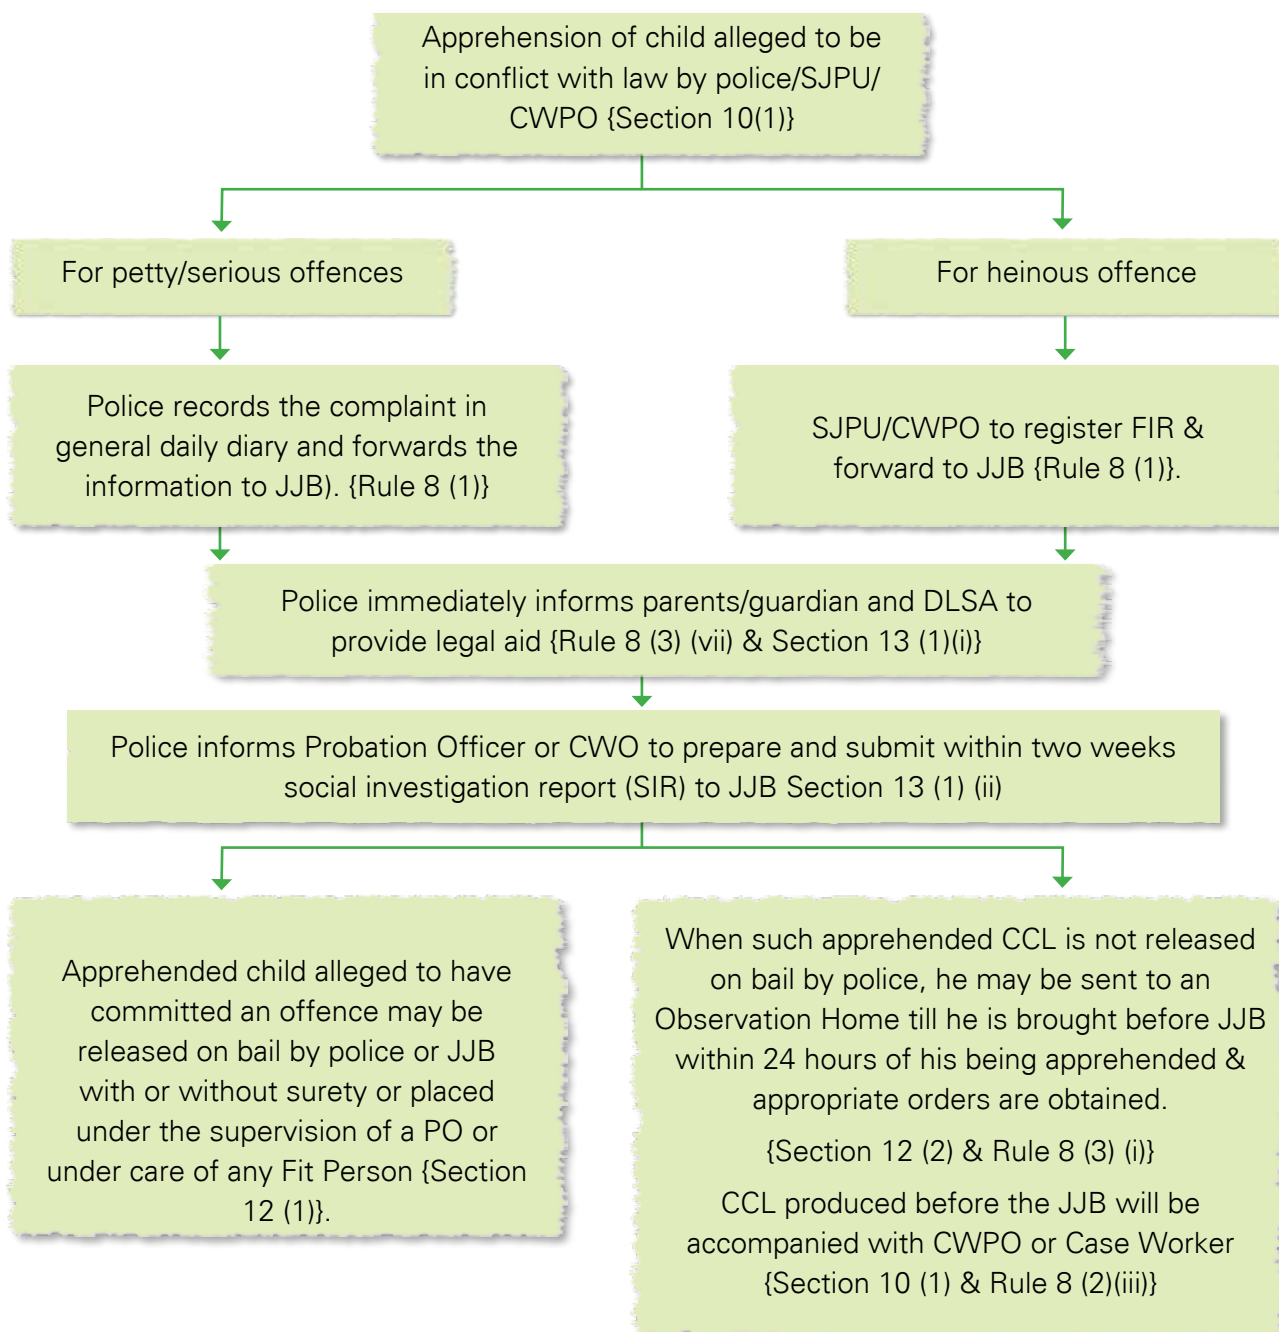 Apprehension of child alleged to be
in conflict with law by police/SJPU/
CWPO {Section 10(1)}
For petty/serious offences
For heinous offence
Police records the complaint in
general daily diary and forwards the
information to JJB). {Rule 8 (1)}
SJPU/CWPO to register FIR &
forward to JJB {Rule 8 (1)}.
Police immediately informs parents/guardian and DLSA to
provide legal aid {Rule 8 (3) (vii) & Section 13 (1)(i)}
Police informs Probation Officer or CWO to prepare and submit within two weeks
social investigation report (SIR) to JJB Section 13 (1) (ii)
Apprehended child alleged to have
committed an offence may be
released on bail by police or JJB
with or without surety or placed
under the supervision of a PO or
under care of any Fit Person {Section
12 (1)}.
When such apprehended CCL is not released
on bail by police, he may be sent to an
Observation Home till he is brought before JJB
within 24 hours of his being apprehended &
appropriate orders are obtained.
{Section 12 (2) & Rule 8 (3) (i)}
CCL produced before the JJB will be
accompanied with CWPO or Case Worker
{Section 10 (1) & Rule 8 (2)(iii)}